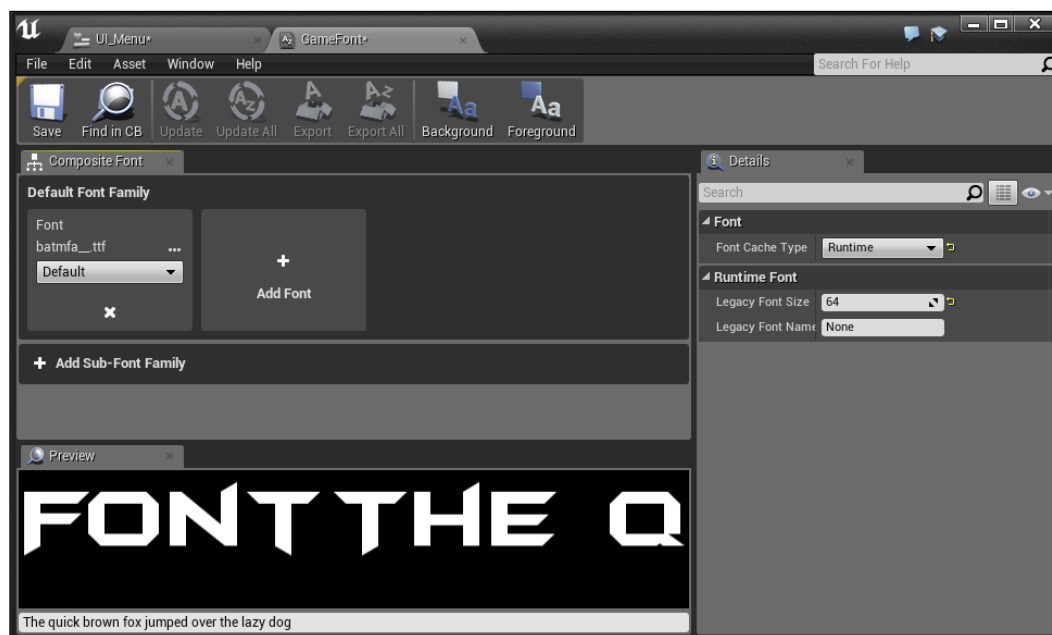 UI_Menu*
GameFont*
File Edit Asset Window Help
Search For Help
Save Find in CB Update Update All Export Export All Background Foreground
Composite Font
Default Font Family
Font
batmfa__.ttf ...
Default
Add Font
Add Sub-Font Family
Preview
FONT THE Q
The quick brown fox jumped over the lazy dog
Details
Search
Font
Font Cache Type Runtime
Runtime Font
Legacy Font Size 64
Legacy Font Name None